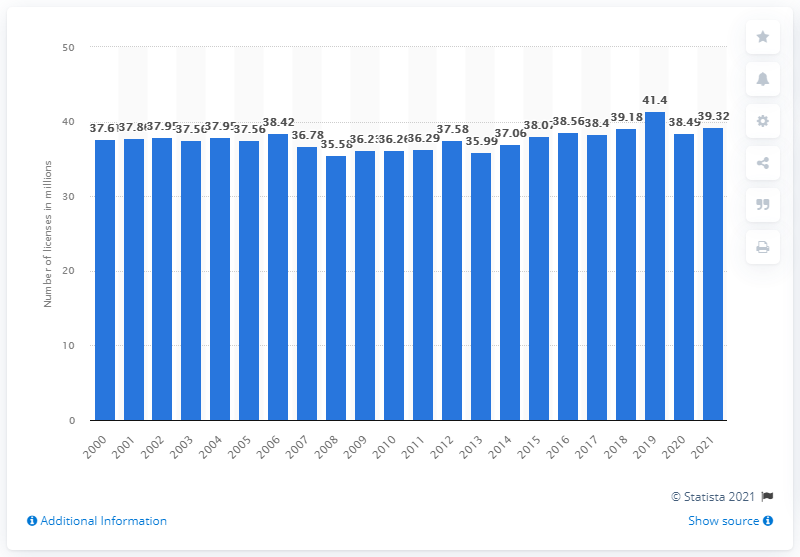 50
40
30
20
10
0
Number of licenses in millions
37.61 37.86 37.95 37.56 37.95 37.56 38.42 36.78 35.58 36.23 36.26 36.29 37.58 35.99 37.06 38.07 38.56 38.4 39.18 41.4 38.49 39.32
2000 2001 2002 2003 2004 2005 2006 2007 2008 2009 2010 2011 2012 2013 2014 2015 2016 2017 2018 2019 2020 2021
© Statista 2021
Additional Information
Show source